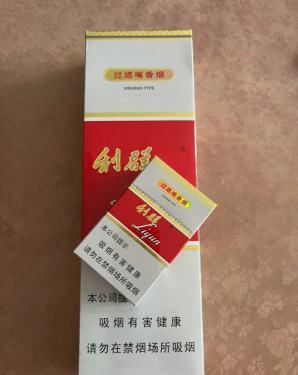 过滤嘴香烟
VIRGINIA TYPE
利群
过滤嘴香烟
利群
Liqun
本公司提示
吸烟有害健康
请勿在禁烟场所吸烟
本公司提
吸烟有害健康
请勿在禁烟场所吸烟